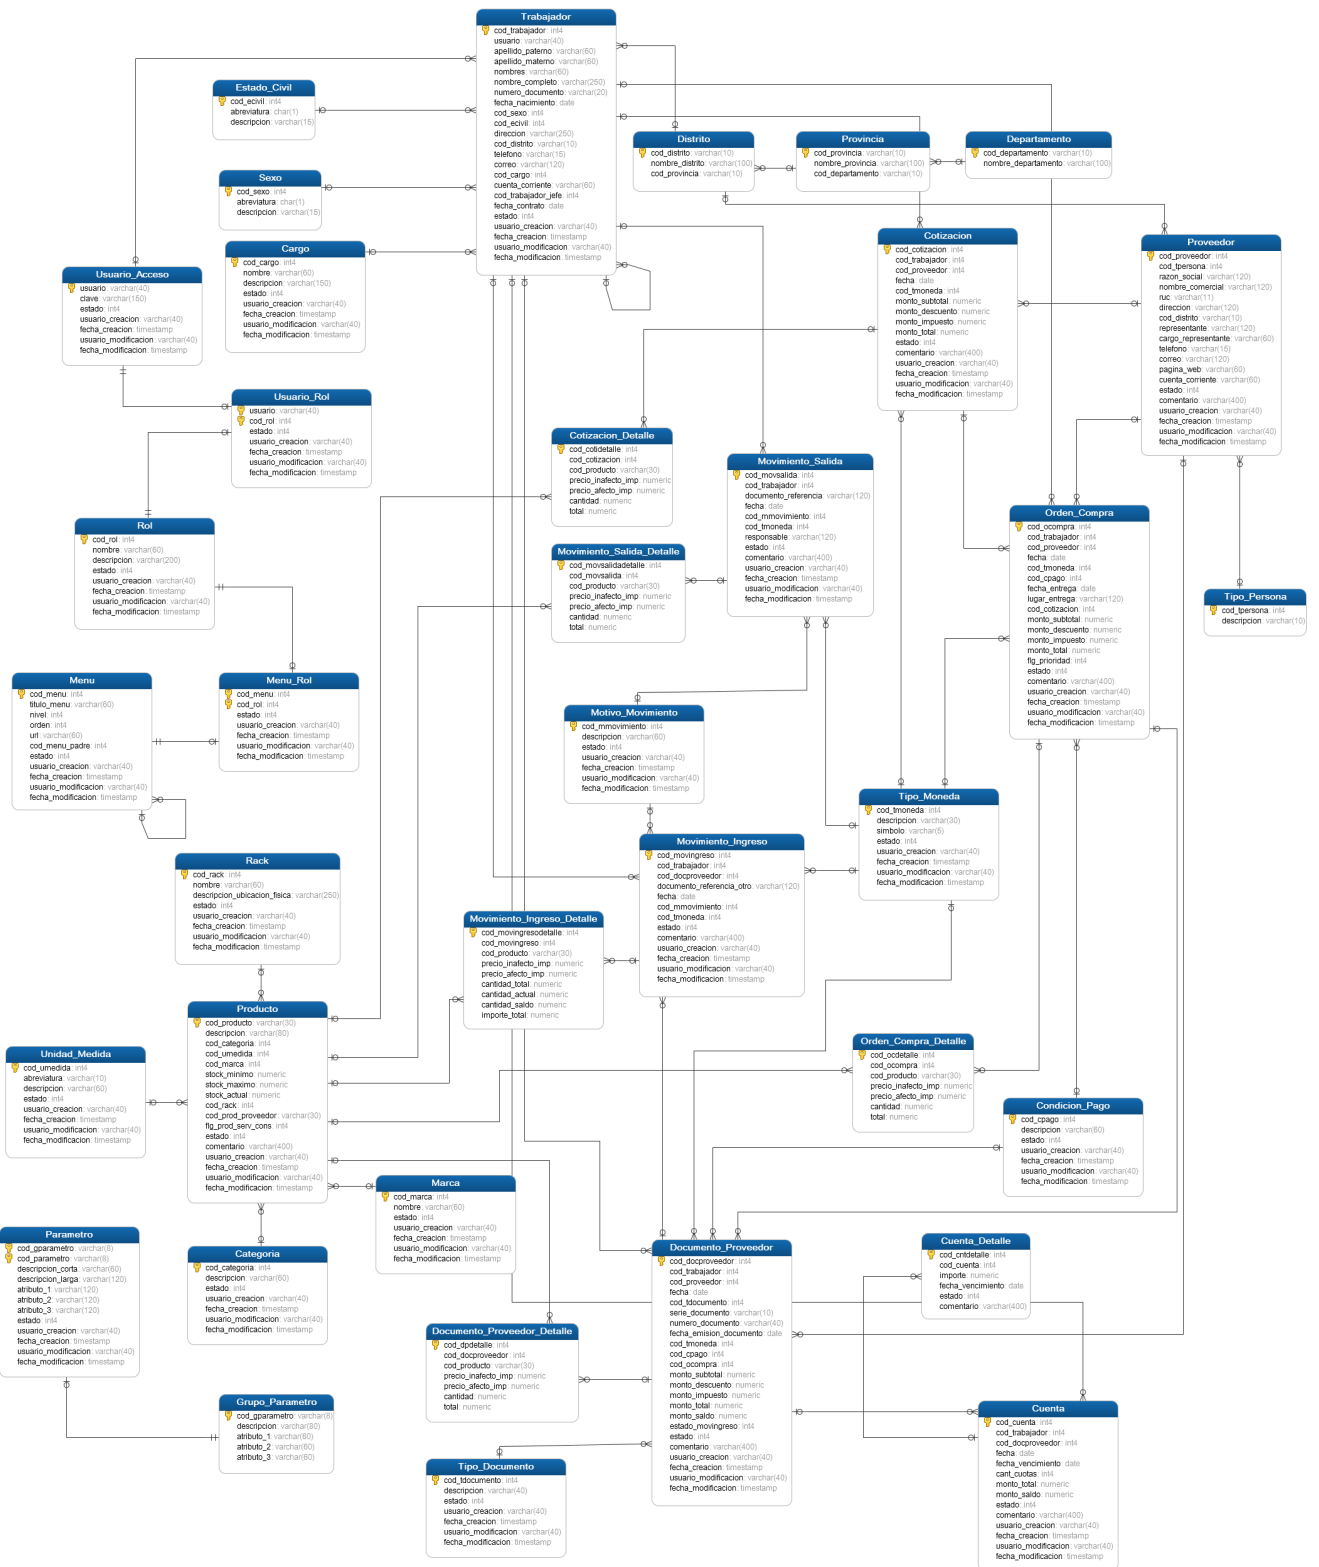 Trabajador
cod_trabajador: int4
usuario: varchar(40)
apellido_paterno: varchar(60)
apellido_materno: varchar(60)
nombres: varchar(60)
nombre_completo: varchar(250)
numero_documento: varchar(20)
fecha_nacimiento: date
cod_sexo: int4
cod_ecivil: int4
direccion: varchar(250)
cod_distrito: varchar(10)
telefono: varchar(15)
correo: varchar(120)
cod_cargo: int4
cuenta_corriente: varchar(60)
cod_trabajador_jefe: int4
fecha_contrato: date
estado: int4
usuario_creacion: varchar(40)
fecha_creacion: timestamp
usuario_modificacion: varchar(40)
fecha_modificacion: timestamp
Estado_Civil
cod_ecivil: int4
abreviatura: char(1)
descripcion: varchar(15)
Sexo
cod_sexo: int4
abreviatura: char(1)
descripcion: varchar(15)
Cargo
cod_cargo: int4
nombre: varchar(60)
descripcion: varchar(150)
estado: int4
usuario_creacion: varchar(40)
fecha_creacion: timestamp
usuario_modificacion: varchar(40)
fecha_modificacion: timestamp
Distrito
cod_distrito: varchar(10)
nombre_distrito: varchar(100)
cod_provincia: varchar(10)
Provincia
cod_provincia: varchar(10)
nombre_provincia: varchar(100)
cod_departamento: varchar(10)
Departamento
cod_departamento: varchar(10)
nombre_departamento: varchar(100)
Usuario_Acceso
usuario: varchar(40)
clave: varchar(150)
estado: int4
usuario_creacion: varchar(40)
fecha_creacion: timestamp
usuario_modificacion: varchar(40)
fecha_modificacion: timestamp
Cotizacion
cod_cotizacion: int4
cod_trabajador: int4
cod_proveedor: int4
fecha: date
cod_tmoneda: int4
monto_subtotal: numeric
monto_descuento: numeric
monto_impuesto: numeric
monto_total: numeric
estado: int4
comentario: varchar(400)
usuario_creacion: varchar(40)
fecha_creacion: timestamp
usuario_modificacion: varchar(40)
fecha_modificacion: timestamp
Proveedor
cod_proveedor: int4
cod_tpersona: int4
razon_social: varchar(120)
nombre_comercial: varchar(120)
ruc: varchar(11)
direccion: varchar(120)
cod_distrito: varchar(10)
representante: varchar(120)
cargo_representante: varchar(60)
telefono: varchar(15)
correo: varchar(120)
pagina_web: varchar(60)
cuenta_corriente: varchar(60)
estado: int4
comentario: varchar(400)
usuario_creacion: varchar(40)
fecha_creacion: timestamp
usuario_modificacion: varchar(40)
fecha_modificacion: timestamp
Usuario_Rol
usuario: varchar(40)
cod_rol: int4
estado: int4
usuario_creacion: varchar(40)
fecha_creacion: timestamp
usuario_modificacion: varchar(40)
fecha_modificacion: timestamp
Cotizacion_Detalle
cod_cotidetalle: int4
cod_cotizacion: int4
cod_producto: varchar(30)
precio_inafecto_imp: numeric
precio_afecto_imp: numeric
cantidad: numeric
total: numeric
Movimiento_Salida
cod_movsalida: int4
cod_trabajador: int4
documento_referencia: varchar(120)
fecha: date
cod_mmovimiento: int4
cod_tmoneda: int4
responsable: varchar(120)
estado: int4
comentario: varchar(400)
usuario_creacion: varchar(40)
fecha_creacion: timestamp
usuario_modificacion: varchar(40)
fecha_modificacion: timestamp
Orden_Compra
cod_ocompra: int4
cod_trabajador: int4
cod_proveedor: int4
fecha: date
cod_tmoneda: int4
cod_cpago: int4
fecha_entrega: date
lugar_entrega: varchar(120)
cod_cotizacion: int4
monto_subtotal: numeric
monto_descuento: numeric
monto_impuesto: numeric
monto_total: numeric
flg_prioridad: int4
estado: int4
comentario: varchar(400)
usuario_creacion: varchar(40)
fecha_creacion: timestamp
usuario_modificacion: varchar(40)
fecha_modificacion: timestamp
Rol
cod_rol: int4
nombre: varchar(60)
descripcion: varchar(200)
estado: int4
usuario_creacion: varchar(40)
fecha_creacion: timestamp
usuario_modificacion: varchar(40)
fecha_modificacion: timestamp
Movimiento_Salida_Detalle
cod_movsalidadetalle: int4
cod_movsalida: int4
cod_producto: varchar(30)
precio_inafecto_imp: numeric
precio_afecto_imp: numeric
cantidad: numeric
total: numeric
Tipo_Persona
cod_tpersona: int4
descripcion: varchar(10)
Menu
cod_menu: int4
titulo_menu: varchar(60)
nivel: int4
orden: int4
url: varchar(60)
cod_menu_padre: int4
estado: int4
usuario_creacion: varchar(40)
fecha_creacion: timestamp
usuario_modificacion: varchar(40)
fecha_modificacion: timestamp
Menu_Rol
cod_menu: int4
cod_rol: int4
estado: int4
usuario_creacion: varchar(40)
fecha_creacion: timestamp
usuario_modificacion: varchar(40)
fecha_modificacion: timestamp
Motivo_Movimiento
cod_mmovimiento: int4
descripcion: varchar(60)
estado: int4
usuario_creacion: varchar(40)
fecha_creacion: timestamp
usuario_modificacion: varchar(40)
fecha_modificacion: timestamp
Tipo_Moneda
cod_tmoneda: int4
descripcion: varchar(30)
simbolo: varchar(5)
estado: int4
usuario_creacion: varchar(40)
fecha_creacion: timestamp
usuario_modificacion: varchar(40)
fecha_modificacion: timestamp
Movimiento_Ingreso
cod_movingreso: int4
cod_trabajador: int4
cod_docproveedor: int4
documento_referencia_otro: varchar(120)
fecha: date
cod_mmovimiento: int4
cod_tmoneda: int4
estado: int4
comentario: varchar(400)
usuario_creacion: varchar(40)
fecha_creacion: timestamp
usuario_modificacion: varchar(40)
fecha_modificacion: timestamp
Rack
cod_rack: int4
nombre: varchar(60)
descripcion_ubicacion_fisica: varchar(250)
estado: int4
usuario_creacion: varchar(40)
fecha_creacion: timestamp
usuario_modificacion: varchar(40)
fecha_modificacion: timestamp
Movimiento_Ingreso_Detalle
cod_movingresodetalle: int4
cod_movingreso: int4
cod_producto: varchar(30)
precio_inafecto_imp: numeric
precio_afecto_imp: numeric
cantidad_total: numeric
cantidad_actual: numeric
cantidad_saldo: numeric
importe_total: numeric
Producto
cod_producto: varchar(30)
descripcion: varchar(80)
cod_categoria: int4
cod_umedida: int4
cod_marca: int4
stock_minimo: numeric
stock_maximo: numeric
stock_actual: numeric
cod_rack: int4
cod_prod_proveedor: varchar(30)
flg_prod_serv_cons: int4
estado: int4
comentario: varchar(400)
usuario_creacion: varchar(40)
fecha_creacion: timestamp
usuario_modificacion: varchar(40)
fecha_modificacion: timestamp
Unidad_Medida
cod_umedida: int4
abreviatura: varchar(10)
descripcion: varchar(60)
estado: int4
usuario_creacion: varchar(40)
fecha_creacion: timestamp
usuario_modificacion: varchar(40)
fecha_modificacion: timestamp
Orden_Compra_Detalle
cod_ocdetalle: int4
cod_ocompra: int4
cod_producto: varchar(30)
precio_inafecto_imp: numeric
precio_afecto_imp: numeric
cantidad: numeric
total: numeric
Condicion_Pago
cod_cpago: int4
descripcion: varchar(60)
estado: int4
usuario_creacion: varchar(40)
fecha_creacion: timestamp
usuario_modificacion: varchar(40)
fecha_modificacion: timestamp
Marca
cod_marca: int4
nombre: varchar(60)
estado: int4
usuario_creacion: varchar(40)
fecha_creacion: timestamp
usuario_modificacion: varchar(40)
fecha_modificacion: timestamp
Parametro
cod_gparametro: varchar(8)
cod_parametro: varchar(8)
descripcion_corta: varchar(60)
descripcion_larga: varchar(120)
atributo_1: varchar(120)
atributo_2: varchar(120)
atributo_3: varchar(120)
estado: int4
usuario_creacion: varchar(40)
fecha_creacion: timestamp
usuario_modificacion: varchar(40)
fecha_modificacion: timestamp
Categoria
cod_categoria: int4
descripcion: varchar(60)
estado: int4
usuario_creacion: varchar(40)
fecha_creacion: timestamp
usuario_modificacion: varchar(40)
fecha_modificacion: timestamp
Documento_Proveedor
cod_docproveedor: int4
cod_trabajador: int4
cod_proveedor: int4
fecha: date
cod_tdocumento: int4
serie_documento: varchar(10)
numero_documento: varchar(40)
fecha_emision_documento: date
cod_tmoneda: int4
cod_cpago: int4
cod_ocompra: int4
monto_subtotal: numeric
monto_descuento: numeric
monto_impuesto: numeric
monto_total: numeric
monto_saldo: numeric
estado_movingreso: int4
estado: int4
comentario: varchar(400)
usuario_creacion: varchar(40)
fecha_creacion: timestamp
usuario_modificacion: varchar(40)
fecha_modificacion: timestamp
Cuenta_Detalle
cod_cntdetalle: int4
cod_cuenta: int4
importe: numeric
fecha_vencimiento: date
estado: int4
comentario: varchar(400)
Documento_Proveedor_Detalle
cod_dpdetalle: int4
cod_docproveedor: int4
cod_producto: varchar(30)
precio_inafecto_imp: numeric
precio_afecto_imp: numeric
cantidad: numeric
total: numeric
Grupo_Parametro
cod_gparametro: varchar(8)
descripcion: varchar(80)
atributo_1: varchar(60)
atributo_2: varchar(60)
atributo_3: varchar(60)
Cuenta
cod_cuenta: int4
cod_trabajador: int4
cod_docproveedor: int4
fecha: date
fecha_vencimiento: date
cant_cuotas: int4
monto_total: numeric
monto_saldo: numeric
estado: int4
comentario: varchar(400)
usuario_creacion: varchar(40)
fecha_creacion: timestamp
usuario_modificacion: varchar(40)
fecha_modificacion: timestamp
Tipo_Documento
cod_tdocumento: int4
descripcion: varchar(40)
estado: int4
usuario_creacion: varchar(40)
fecha_creacion: timestamp
usuario_modificacion: varchar(40)
fecha_modificacion: timestamp